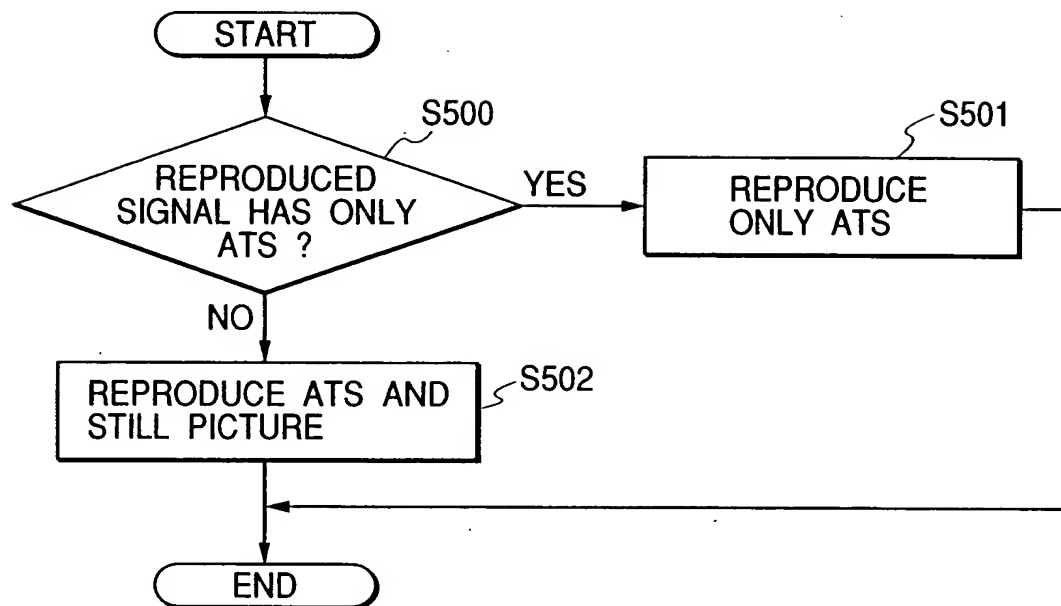 START
S500
REPRODUCED
SIGNAL HAS ONLY
ATS ?
YES
S501
REPRODUCE
ONLY ATS
NO
REPRODUCE ATS AND
STILL PICTURE
S502
END